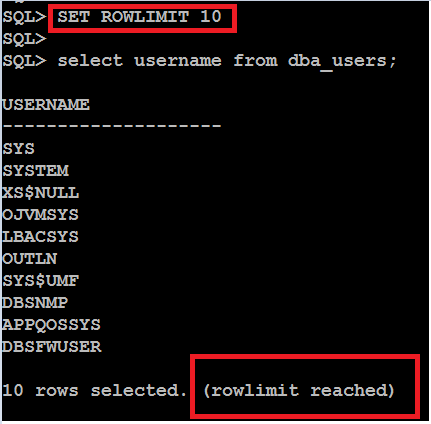 SQL> SET ROWLIMIT 10
SQL>
SQL> select username from dba_users;
USERNAME
--------------------
SYS
SYSTEM
XS$NULL
OJVMSYS
LBACSYS
OUTLN
SYS$UMF
DBSNMP
APPQOSSYS
DBSFWUSER
10 rows selected. (rowlimit reached)